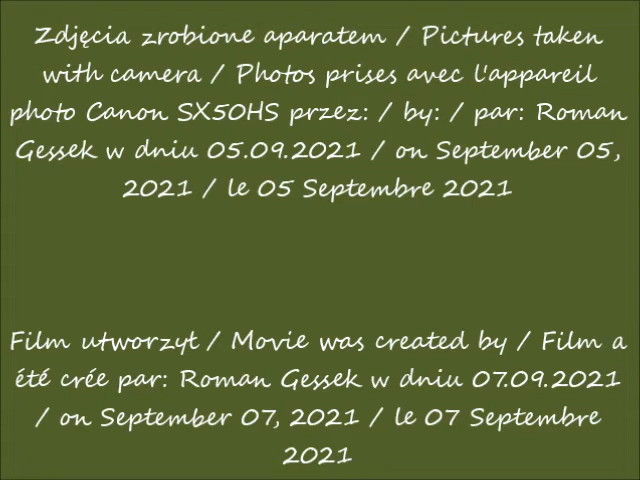 Zdjęcia zrobione aparatem / Pictures taken
with camera / Photos prises avec l'appareil
photo Canon SX50HS przez: / by: / par: Roman
Gessek w dniu 05.09.2021 / on September 05,
2021 / le 05 Septembre 2021
Film utworzył / Movie was created by / Film a
été crée par: Roman Gessek w dniu 07.09.2021
/ on September 07, 2021 / le 07 Septembre
2021